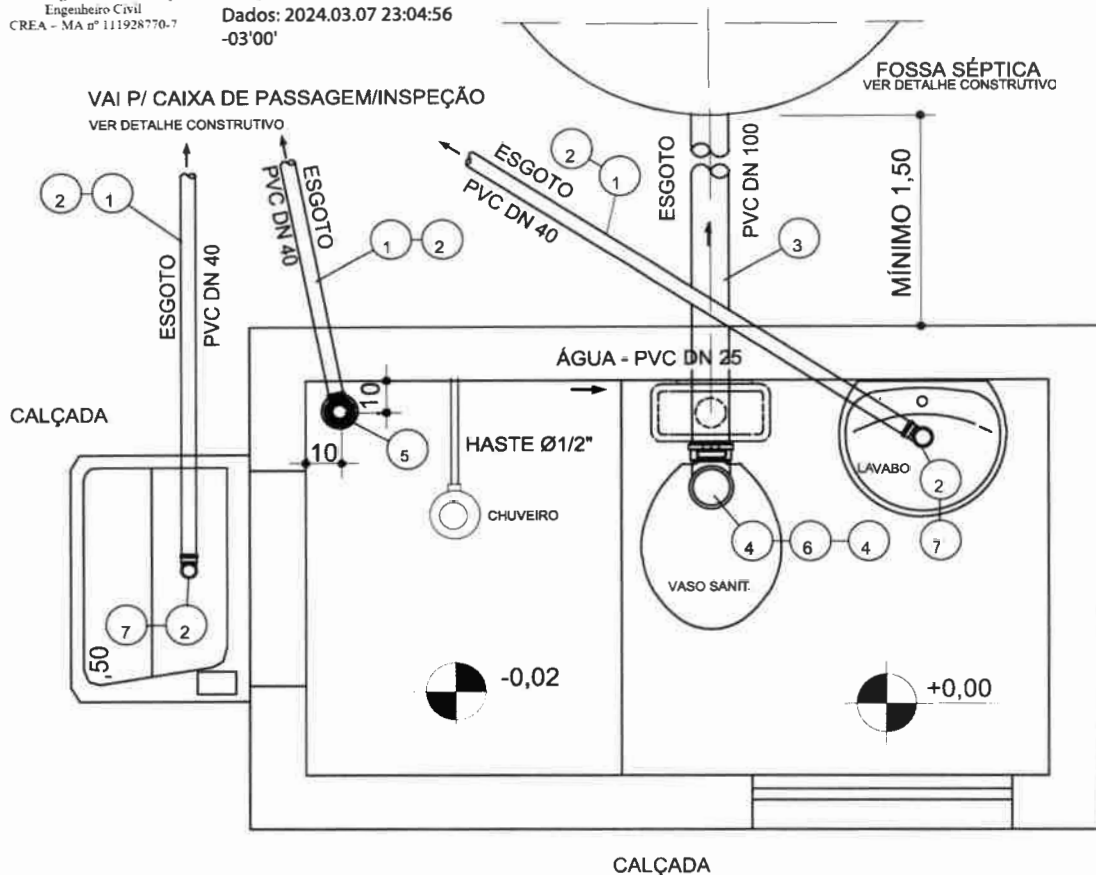 Engenheiro Civil
CREA - MA nº 111928770-7
Dados: 2024.03.07 23:04:56
-03'00'
VAI P/ CAIXA DE PASSAGEM/INSPEÇÃO
VER DETALHE CONSTRUTIVO
FOSSA SÉPTICA
VER DETALHE CONSTRUTIVO
2 1
ESGOTO
PVC DN 40
ESGOTO
PVC DN 40
1 2
ESGOTO
PVC DN 40
2
1
ESGOTO
PVC DN 100
3
MÍNIMO 1,50
ÁGUA - PVC DN 25
CALÇADA
10
10
5
HASTE Ø1/2"
CHUVEIRO
LAVABO
2
7
4 6 4
VASO SANIT.
7 2
,50
-0,02
+0,00
CALÇADA